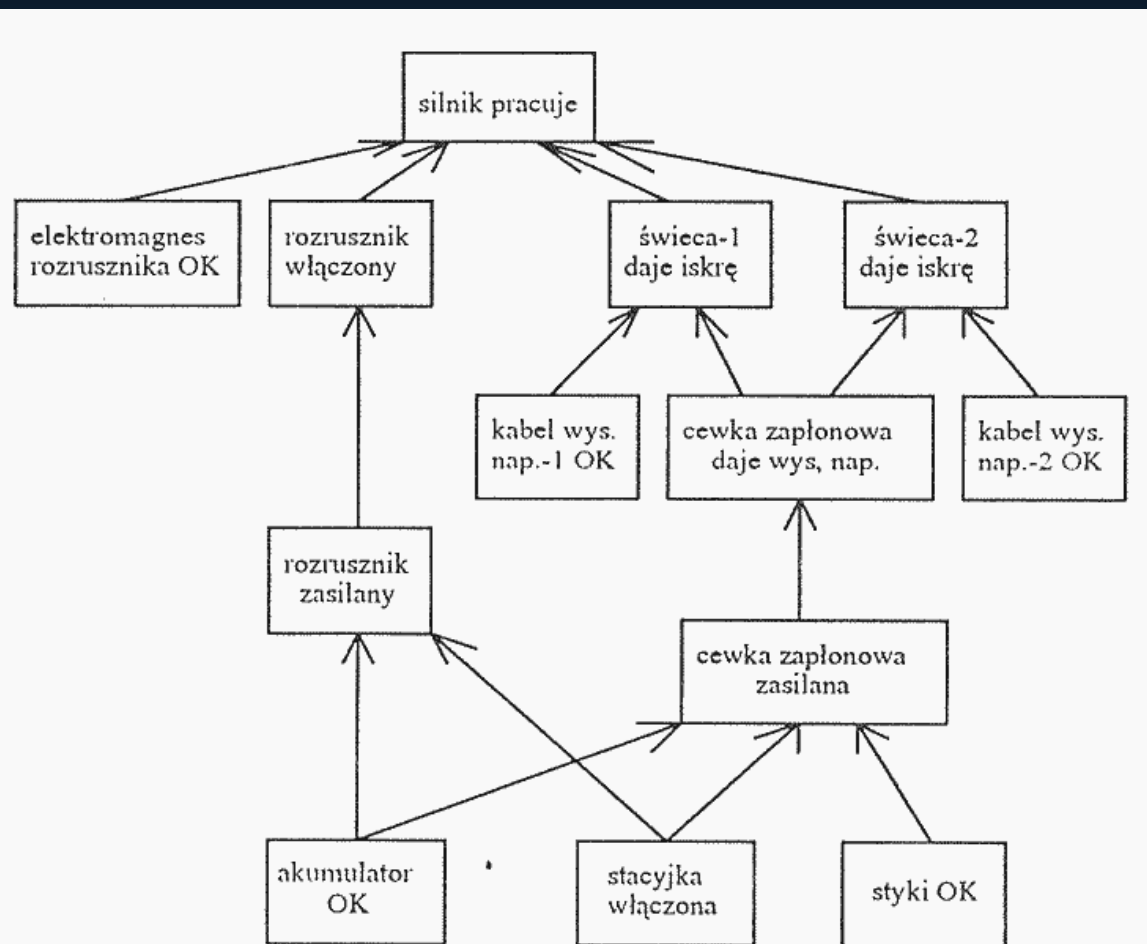 silnik pracuje
elektromagnes
rozrusznika OK
rozrusznik
włączony
świeca-1
daje iskrę
świeca-2
daje iskrę
kabel wys.
nap.-1 OK
cewka zapłonowa
daje wys, nap.
kabel wys.
nap.-2 OK
rozrusznik
zasilany
cewka zapłonowa
zasilana
akumulator
OK
stacyjka
włączona
styki OK